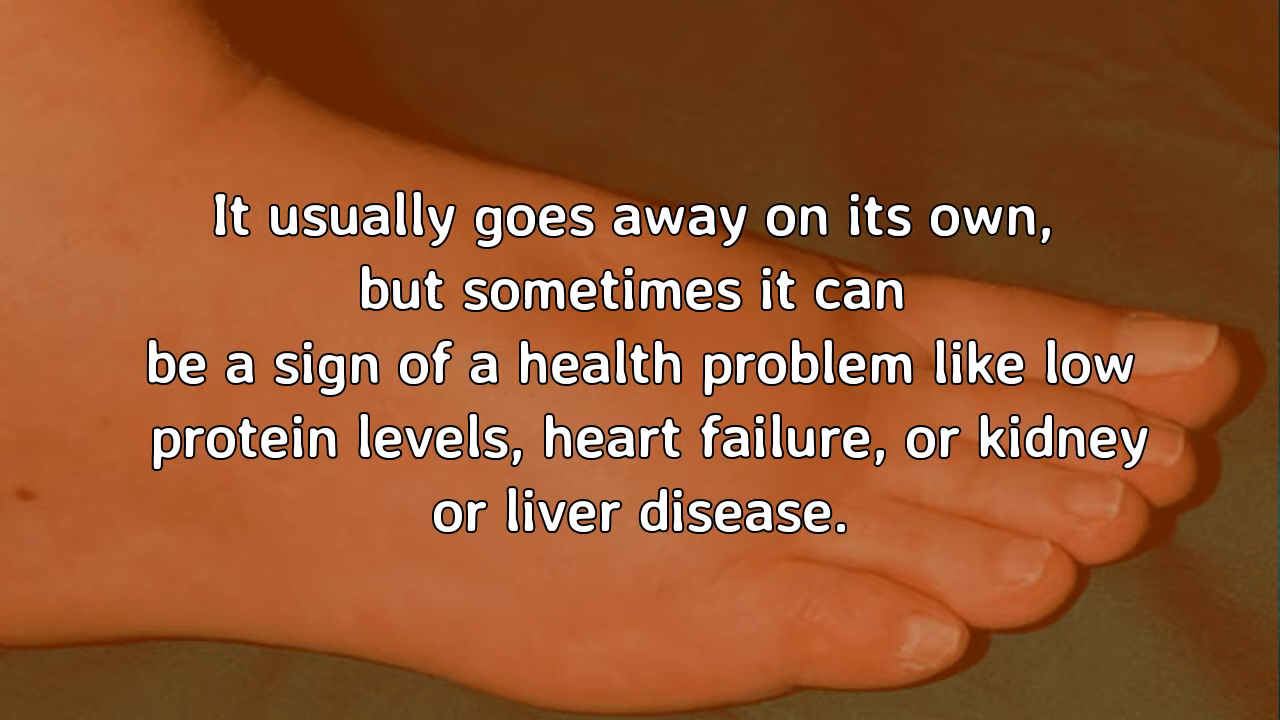 It usually goes away on its own,
but sometimes it can
be a sign of a health problem like low
protein levels, heart failure, or kidney
or liver disease.